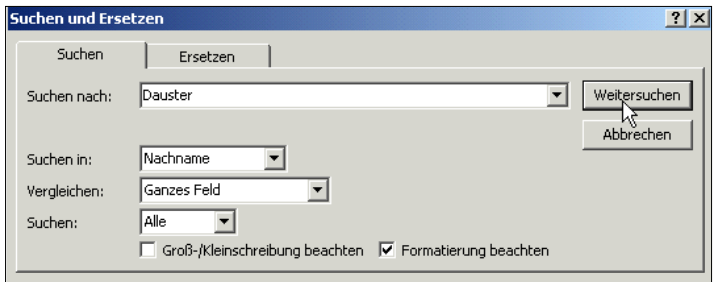 Suchen und Ersetzen
Suchen Ersetzen
Suchen nach: Dauster Weitersuchen
Abbrechen
Suchen in: Nachname
Vergleichen: Ganzes Feld
Suchen: Alle
Groß-/Kleinschreibung beachten Formatierung beachten